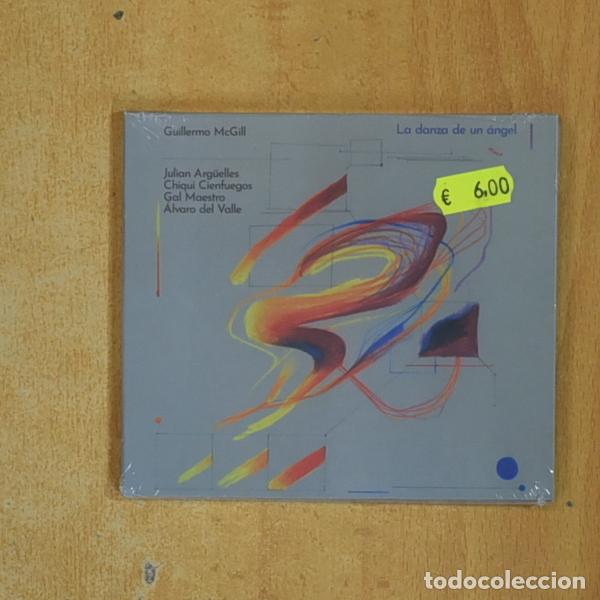 Guillermo McGill
La danza de un ángel
Julian Argüelles
Chiqui Cienfuegos
Gal Maestro
Álvaro del Valle
€ 6,00
todocoleccion